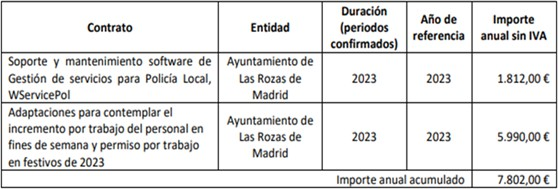 Contrato
Entidad
Duración
(periodos
confirmados)
Año de
referencia
Importe
anual sin IVA
Soporte y mantenimiento software de
Gestión de servicios para Policía Local,
WServicePol
Ayuntamiento de
Las Rozas de
Madrid
2023
2023
1.812,00 €
Adaptaciones para contemplar el
incremento por trabajo del personal en
fines de semana y permiso por trabajo
en festivos de 2023
Ayuntamiento de
Las Rozas de
Madrid
2023
2023
5.990,00 €
Importe anual acumulado
7.802,00 €